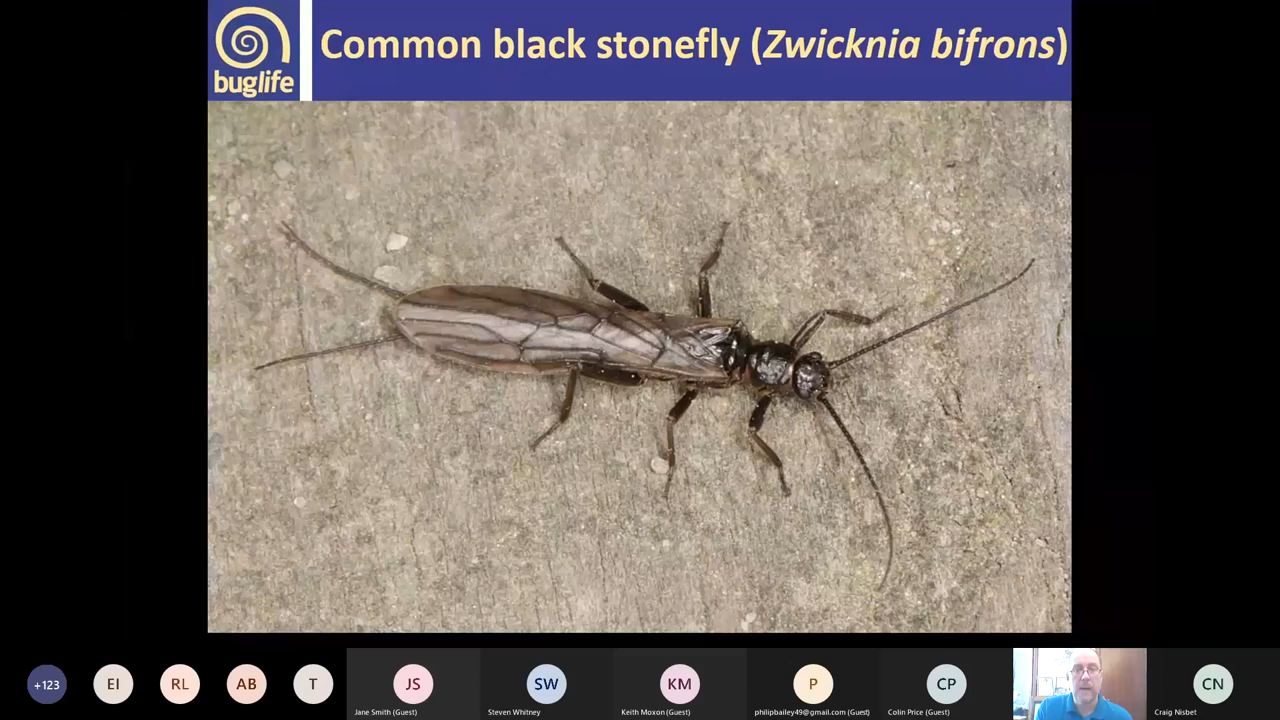 buglife
Common black stonefly (Zwicknia bifrons)
+123
EI
RL
AB
T
JS
SW
KM
P
CP
CN
Jane Smith (Guest)
Steven Whitney
Keith Moxon (Guest)
philipbailey49@gmail.com (Guest)
Colin Price (Guest)
Craig Nisbet